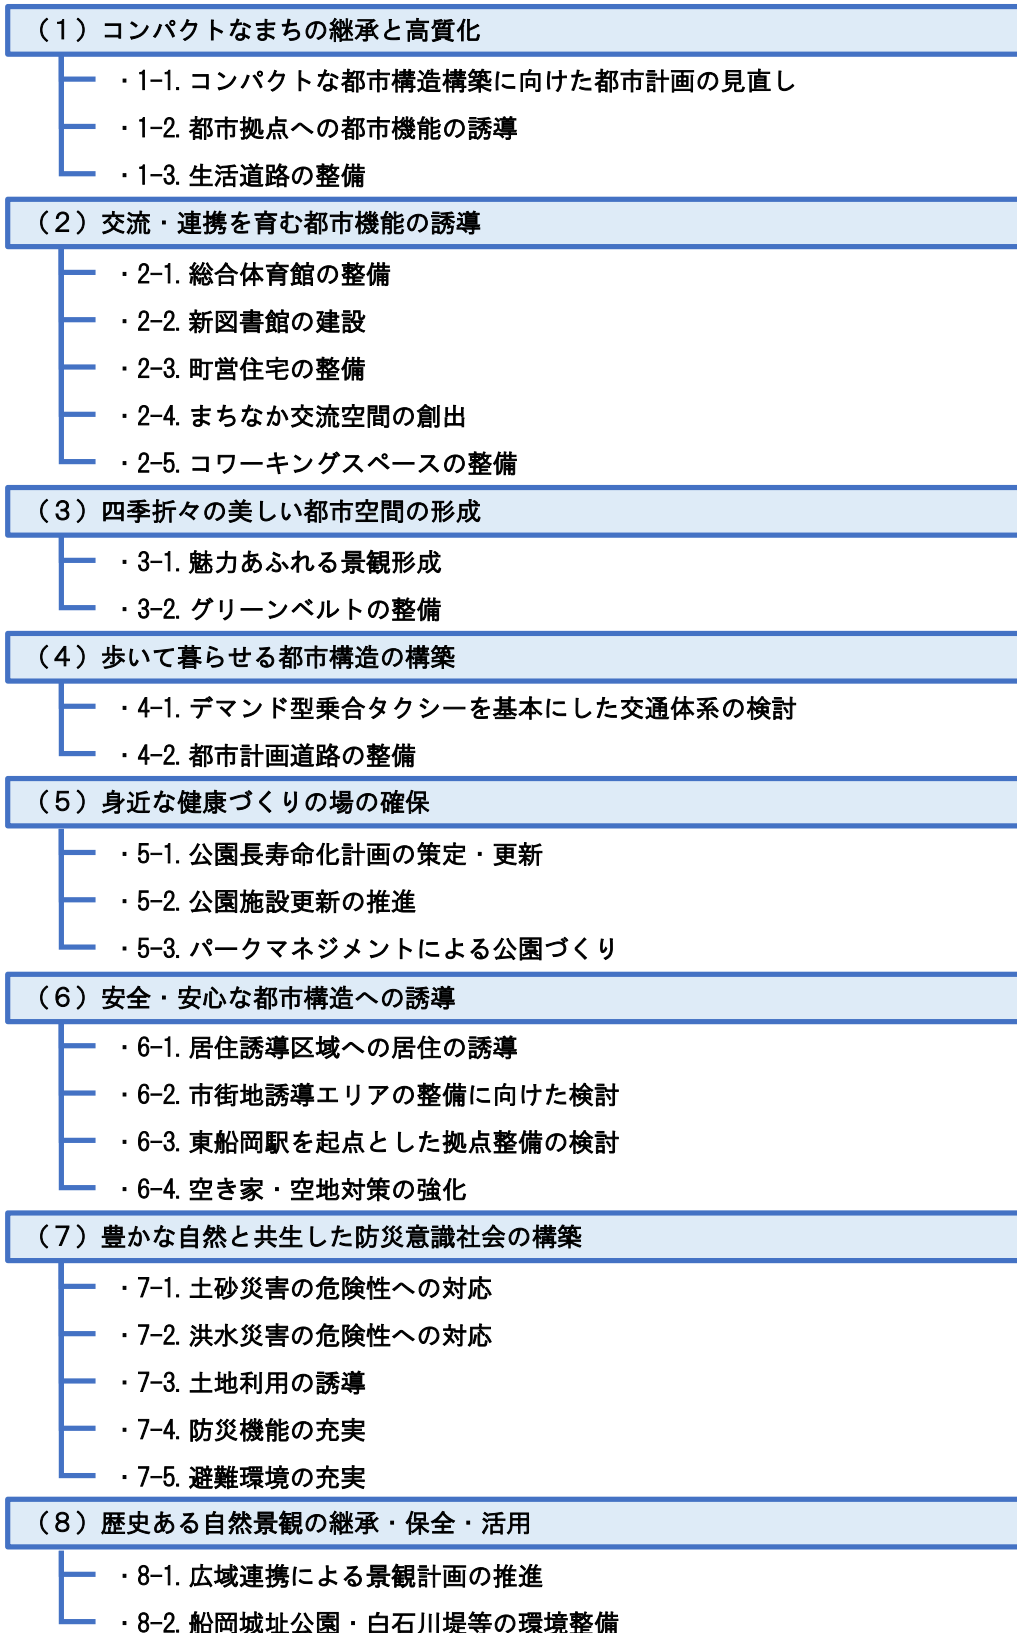 （１）コンパクトなまちの継承と高質化
・1-1. コンパクトな都市構造構築に向けた都市計画の見直し
・1-2. 都市拠点への都市機能の誘導
・1-3. 生活道路の整備
（２）交流・連携を育む都市機能の誘導
・2-1. 総合体育館の整備
・2-2. 新図書館の建設
・2-3. 町営住宅の整備
・2-4. まちなか交流空間の創出
・2-5. コワーキングスペースの整備
（３）四季折々の美しい都市空間の形成
・3-1. 魅力あふれる景観形成
・3-2. グリーンベルトの整備
（４）歩いて暮らせる都市構造の構築
・4-1. デマンド型乗合タクシーを基本にした交通体系の検討
・4-2. 都市計画道路の整備
（５）身近な健康づくりの場の確保
・5-1. 公園長寿命化計画の策定・更新
・5-2. 公園施設更新の推進
・5-3. パークマネジメントによる公園づくり
（６）安全・安心な都市構造への誘導
・6-1. 居住誘導区域への居住の誘導
・6-2. 市街地誘導エリアの整備に向けた検討
・6-3. 東船岡駅を起点とした拠点整備の検討
・6-4. 空き家・空地対策の強化
（７）豊かな自然と共生した防災意識社会の構築
・7-1. 土砂災害の危険性への対応
・7-2. 洪水災害の危険性への対応
・7-3. 土地利用の誘導
・7-4. 防災機能の充実
・7-5. 避難環境の充実
（８）歴史ある自然景観の継承・保全・活用
・8-1. 広域連携による景観計画の推進
・8-2. 船岡城址公園・白石川堤等の環境整備